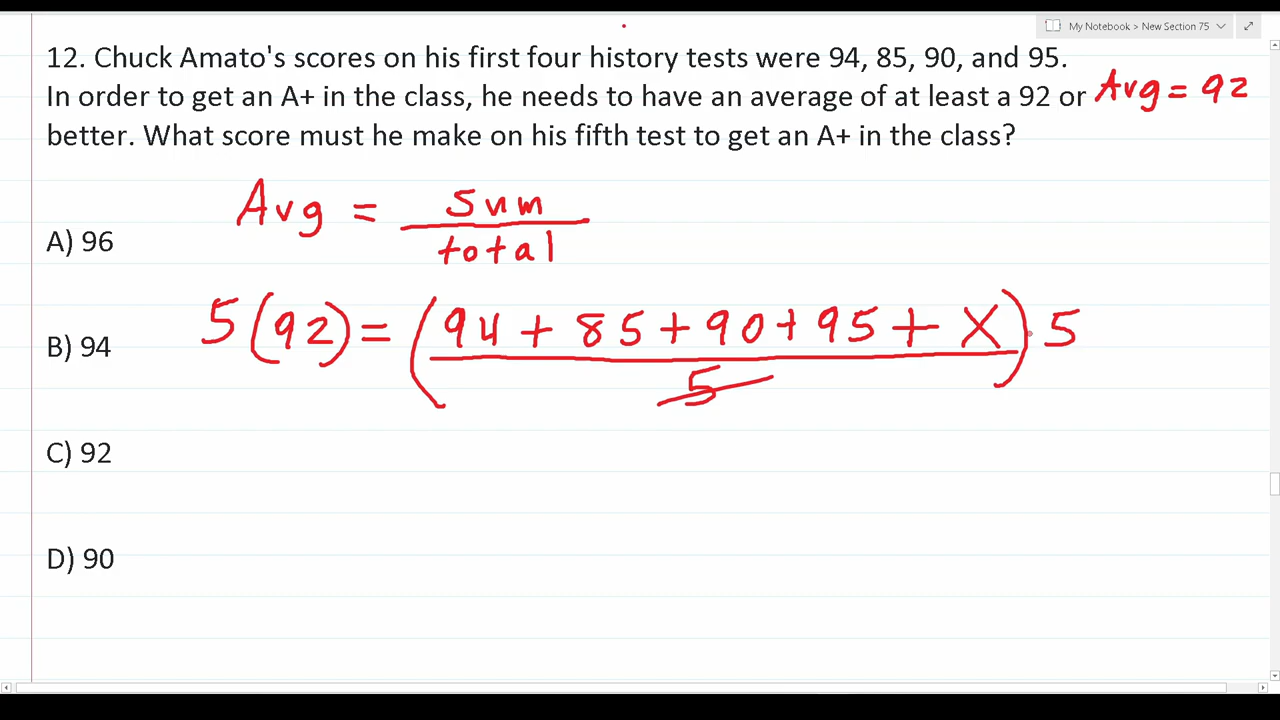 My Notebook > New Section 75
12. Chuck Amato's scores on his first four history tests were 94, 85, 90, and 95.
In order to get an A+ in the class, he needs to have an average of at least a 92 or Avg = 92
better. What score must he make on his fifth test to get an A+ in the class?
Avg = sum
total
A) 96
5(92) = (94 + 85 + 90 + 95 + X) 5
5
B) 94
C) 92
D) 90